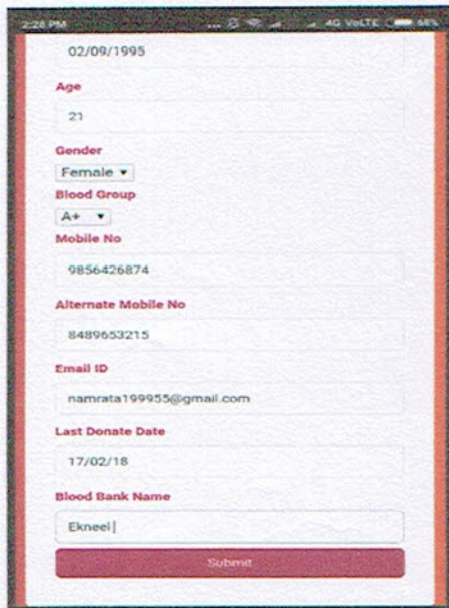 2:28 PM ... 4G VoLTE 68%
02/09/1995
Age
21
Gender
Female
Blood Group
A+
Mobile No
9856426874
Alternate Mobile No
8489653215
Email ID
namrata199955@gmail.com
Last Donate Date
17/02/18
Blood Bank Name
Ekneel
Submit